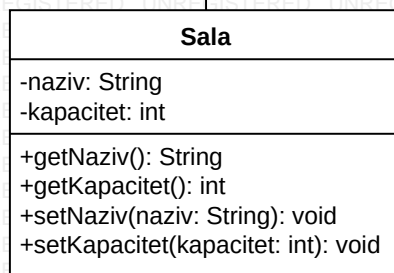 Sala
-naziv: String
-kapacitet: int
+getNaziv(): String
+getKapacitet(): int
+setNaziv(naziv: String): void
+setKapacitet(kapacitet: int): void